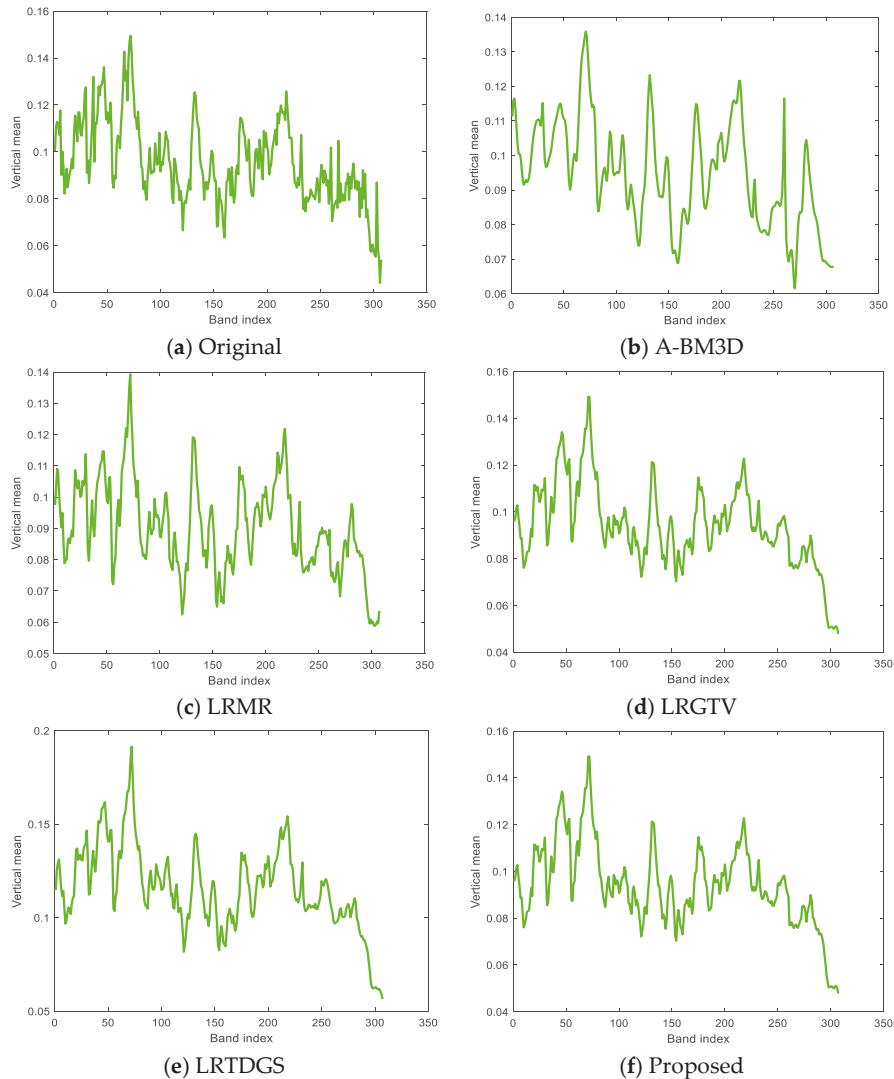 0.16
0.14
0.12
0.1
0.08
0.06
0.04
Vertical mean
0 50 100 150 200 250 300 350
Band index
(a) Original
0.14
0.13
0.12
0.11
0.1
0.09
0.08
0.07
0.06
Vertical mean
0 50 100 150 200 250 300 350
Band index
(b) A-BM3D
0.14
0.13
0.12
0.11
0.1
0.09
0.08
0.07
0.06
0.05
Vertical mean
0 50 100 150 200 250 300 350
Band index
(c) LRMR
0.16
0.14
0.12
0.1
0.08
0.06
0.04
Vertical mean
0 50 100 150 200 250 300 350
Band index
(d) LRGTV
0.2
0.15
0.1
0.05
Vertical mean
0 50 100 150 200 250 300 350
Band index
(e) LRTDGS
0.16
0.14
0.12
0.1
0.08
0.06
0.04
Vertical mean
0 50 100 150 200 250 300 350
Band index
(f) Proposed